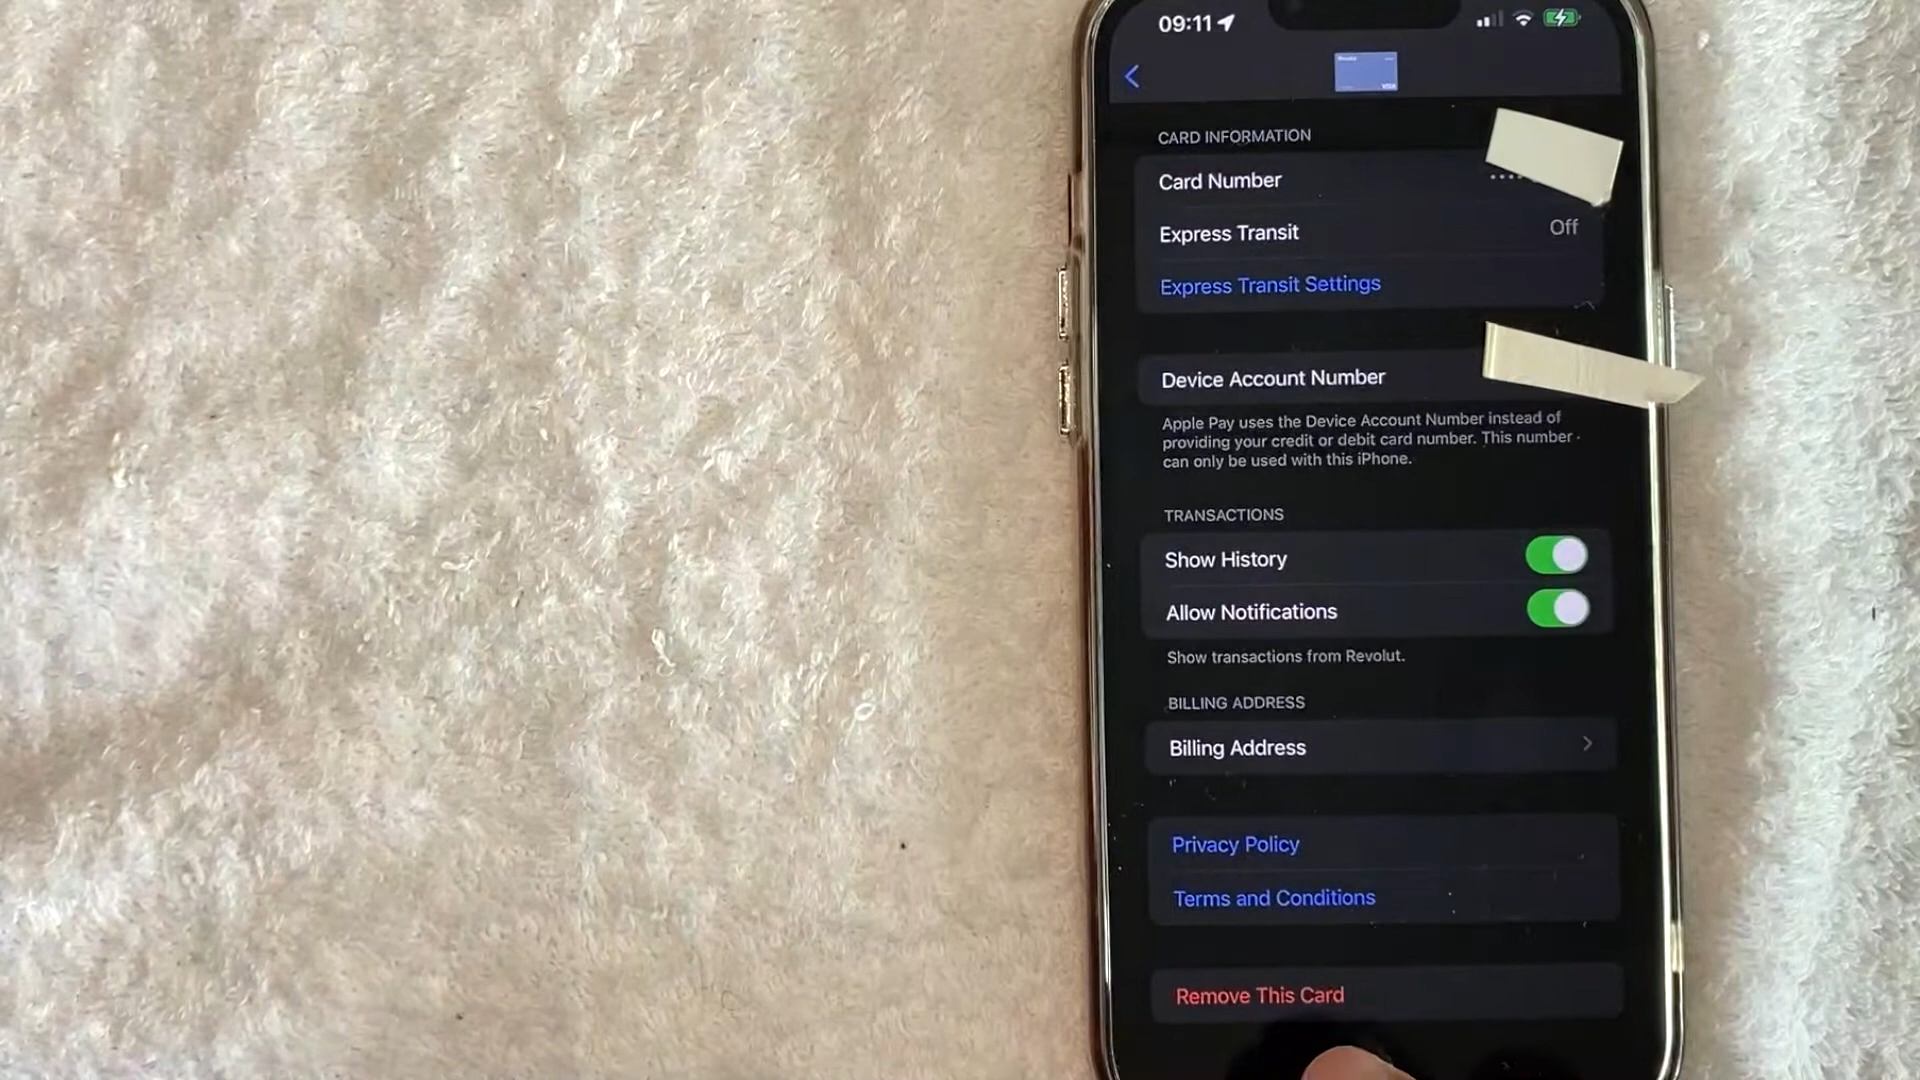 09:11
VISA
CARD INFORMATION
Card Number ····
Express Transit Off
Express Transit Settings
Device Account Number
Apple Pay uses the Device Account Number instead of
providing your credit or debit card number. This number
can only be used with this iPhone.
TRANSACTIONS
Show History
Allow Notifications
Show transactions from Revolut.
BILLING ADDRESS
Billing Address
Privacy Policy
Terms and Conditions
Remove This Card